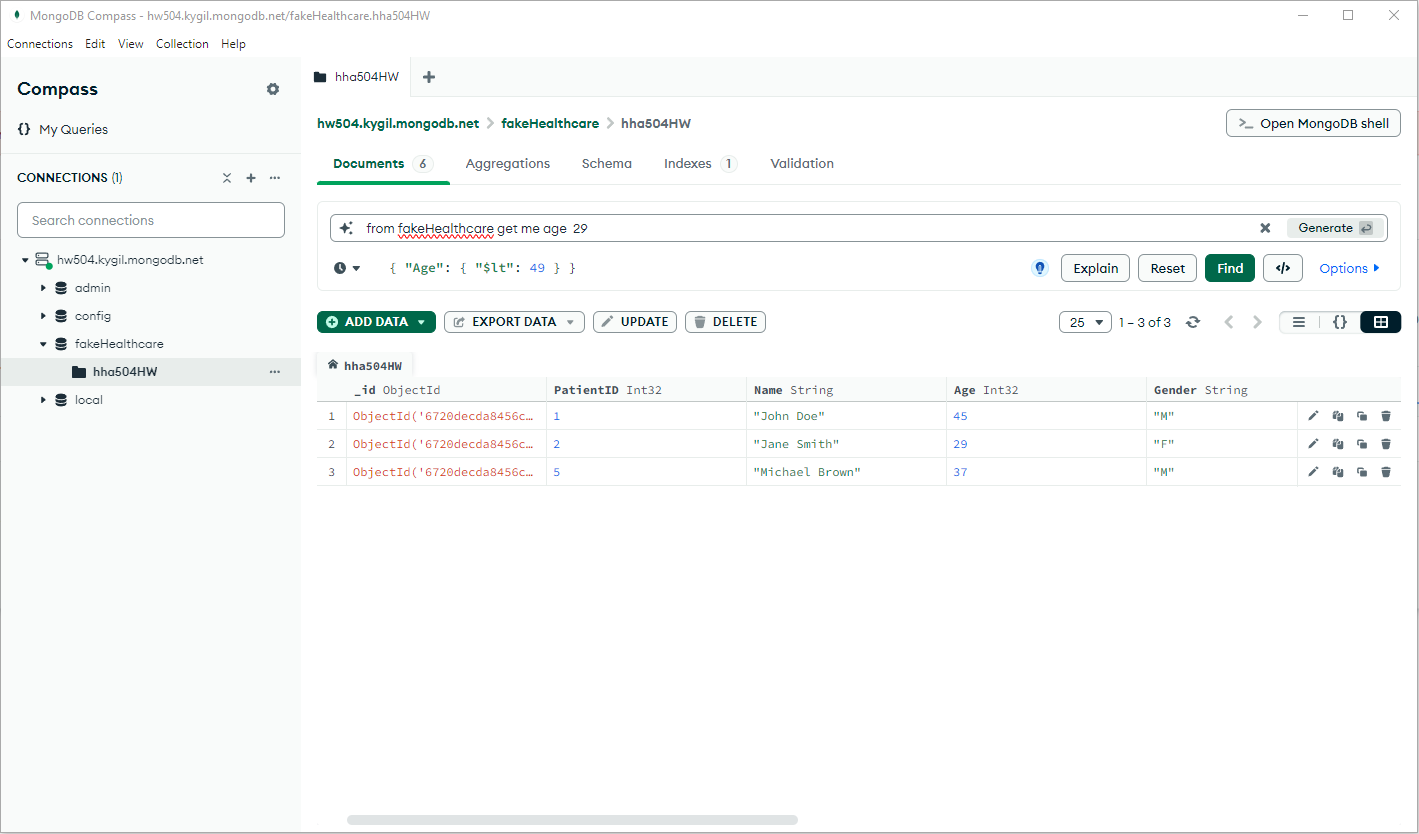 MongoDB Compass - hw504.kygil.mongodb.net/fakeHealthcare.hha504HW
Connections Edit View Collection Help
Compass
{} My Queries
CONNECTIONS (1)
Search connections
hw504.kygil.mongodb.net
admin
config
fakeHealthcare
hha504HW
local
hha504HW
hw504.kygil.mongodb.net > fakeHealthcare > hha504HW
>_ Open MongoDB shell
Documents 6 Aggregations Schema Indexes 1 Validation
from fakeHealthcare get me age  29
Generate
{ "Age": { "$lt": 49 } }
Explain Reset Find </> Options
ADD DATA EXPORT DATA UPDATE DELETE
25 1 – 3 of 3 {}
hha504HW
_id ObjectId PatientID Int32 Name String Age Int32 Gender String
1 ObjectId('6720decda8456c… 1 "John Doe" 45 "M"
2 ObjectId('6720decda8456c… 2 "Jane Smith" 29 "F"
3 ObjectId('6720decda8456c… 5 "Michael Brown" 37 "M"